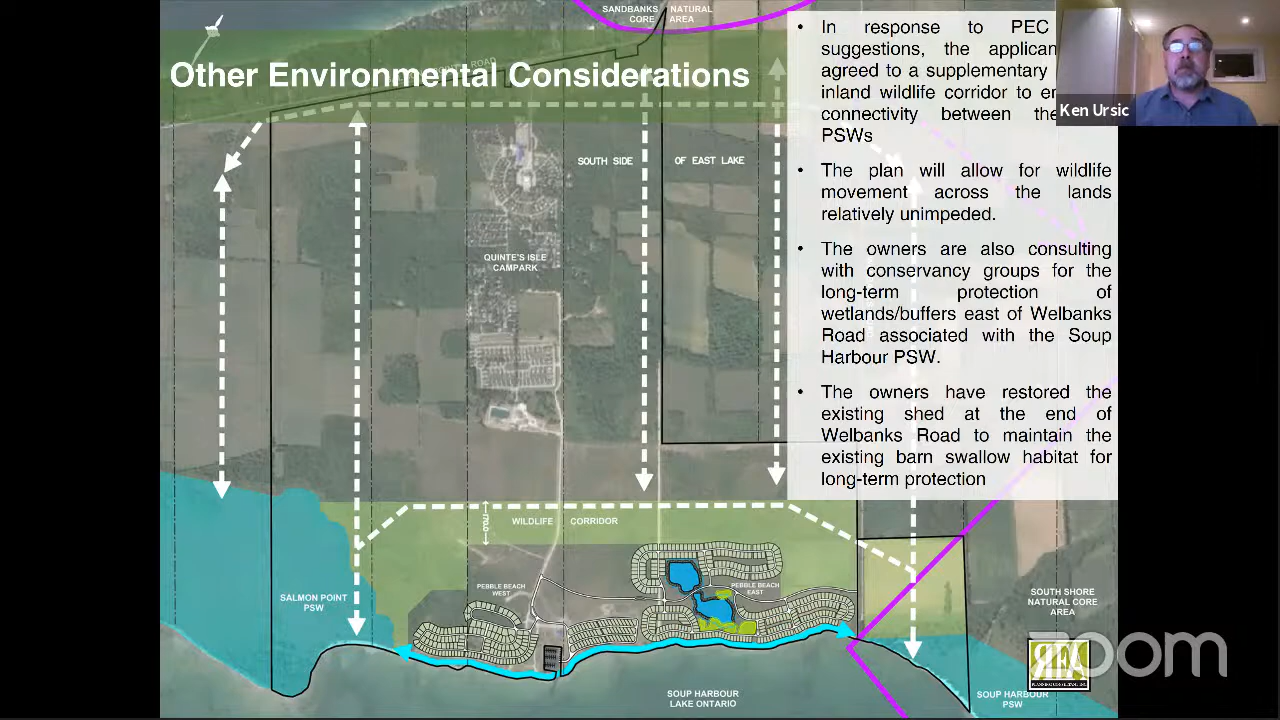 SANDBANKS NATURAL
CORE AREA
Other Environmental Considerations
ROAD
• In response to PEC
suggestions, the applican
agreed to a supplementary
inland wildlife corridor to en
connectivity between the
PSWs
• The plan will allow for wildlife
movement across the lands
relatively unimpeded.
• The owners are also consulting
with conservancy groups for the
long-term protection of
wetlands/buffers east of Welbanks
Road associated with the Soup
Harbour PSW.
• The owners have restored the
existing shed at the end of
Welbanks Road to maintain the
existing barn swallow habitat for
long-term protection
Ken Ursic
SOUTH SIDE OF EAST LAKE
QUINTE'S ISLE
CAMPARK
WILDLIFE CORRIDOR
PEBBLE BEACH
WEST
PEBBLE BEACH
EAST
SALMON POINT
PSW
SOUTH SHORE
NATURAL CORE
AREA
SOUP HARBOUR
LAKE ONTARIO
SOUP HARBOUR
PSW
zoom